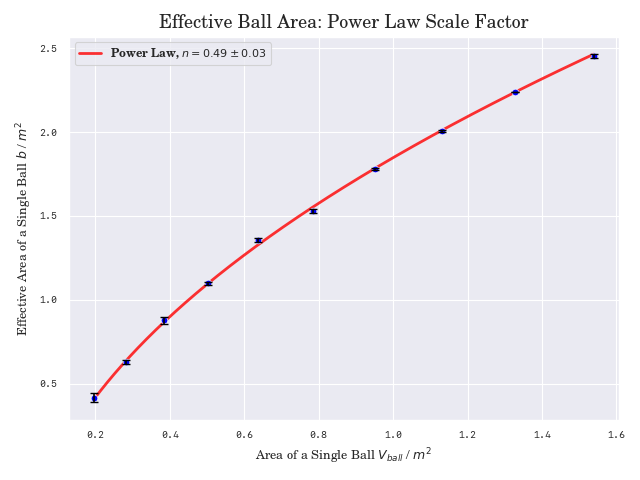 Effective Ball Area: Power Law Scale Factor
Power Law, n = 0.49 ± 0.03
2.5
2.0
1.5
1.0
0.5
Effective Area of a Single Ball b / m²
0.2 0.4 0.6 0.8 1.0 1.2 1.4 1.6
Area of a Single Ball V_ball / m²